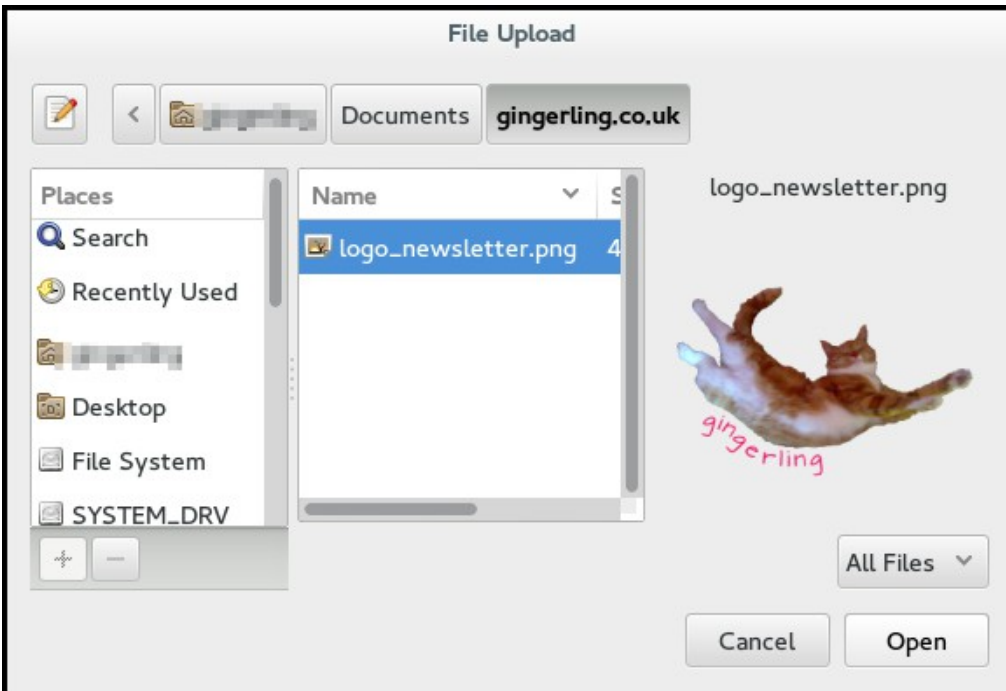 File Upload
Documents gingerling.co.uk
Places
Search
Recently Used
Desktop
File System
SYSTEM_DRV
Name
logo_newsletter.png 4
logo_newsletter.png
gingerling
All Files
Cancel Open